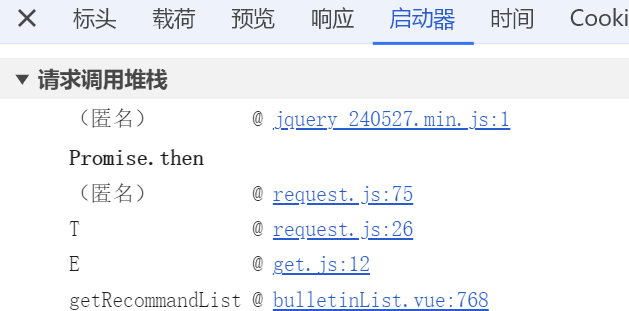 × 标头 载荷 预览 响应 启动器 时间 Cooki
▼ 请求调用堆栈
（匿名） @ jquery_240527.min.js:1
Promise.then
（匿名） @ request.js:75
T @ request.js:26
E @ get.js:12
getRecommandList @ bulletinList.vue:768